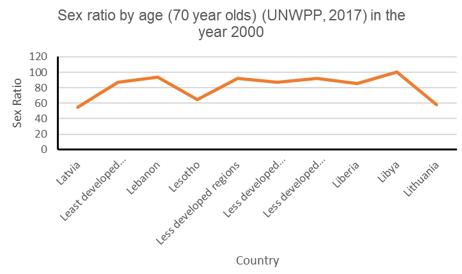 Sex ratio by age (70 year olds) (UNWPP, 2017) in the
year 2000
120
100
80
60
40
20
0
Sex Ratio
Latvia
Least developed...
Lebanon
Lesotho
Less developed regions
Less developed...
Less developed...
Liberia
Libya
Lithuania
Country